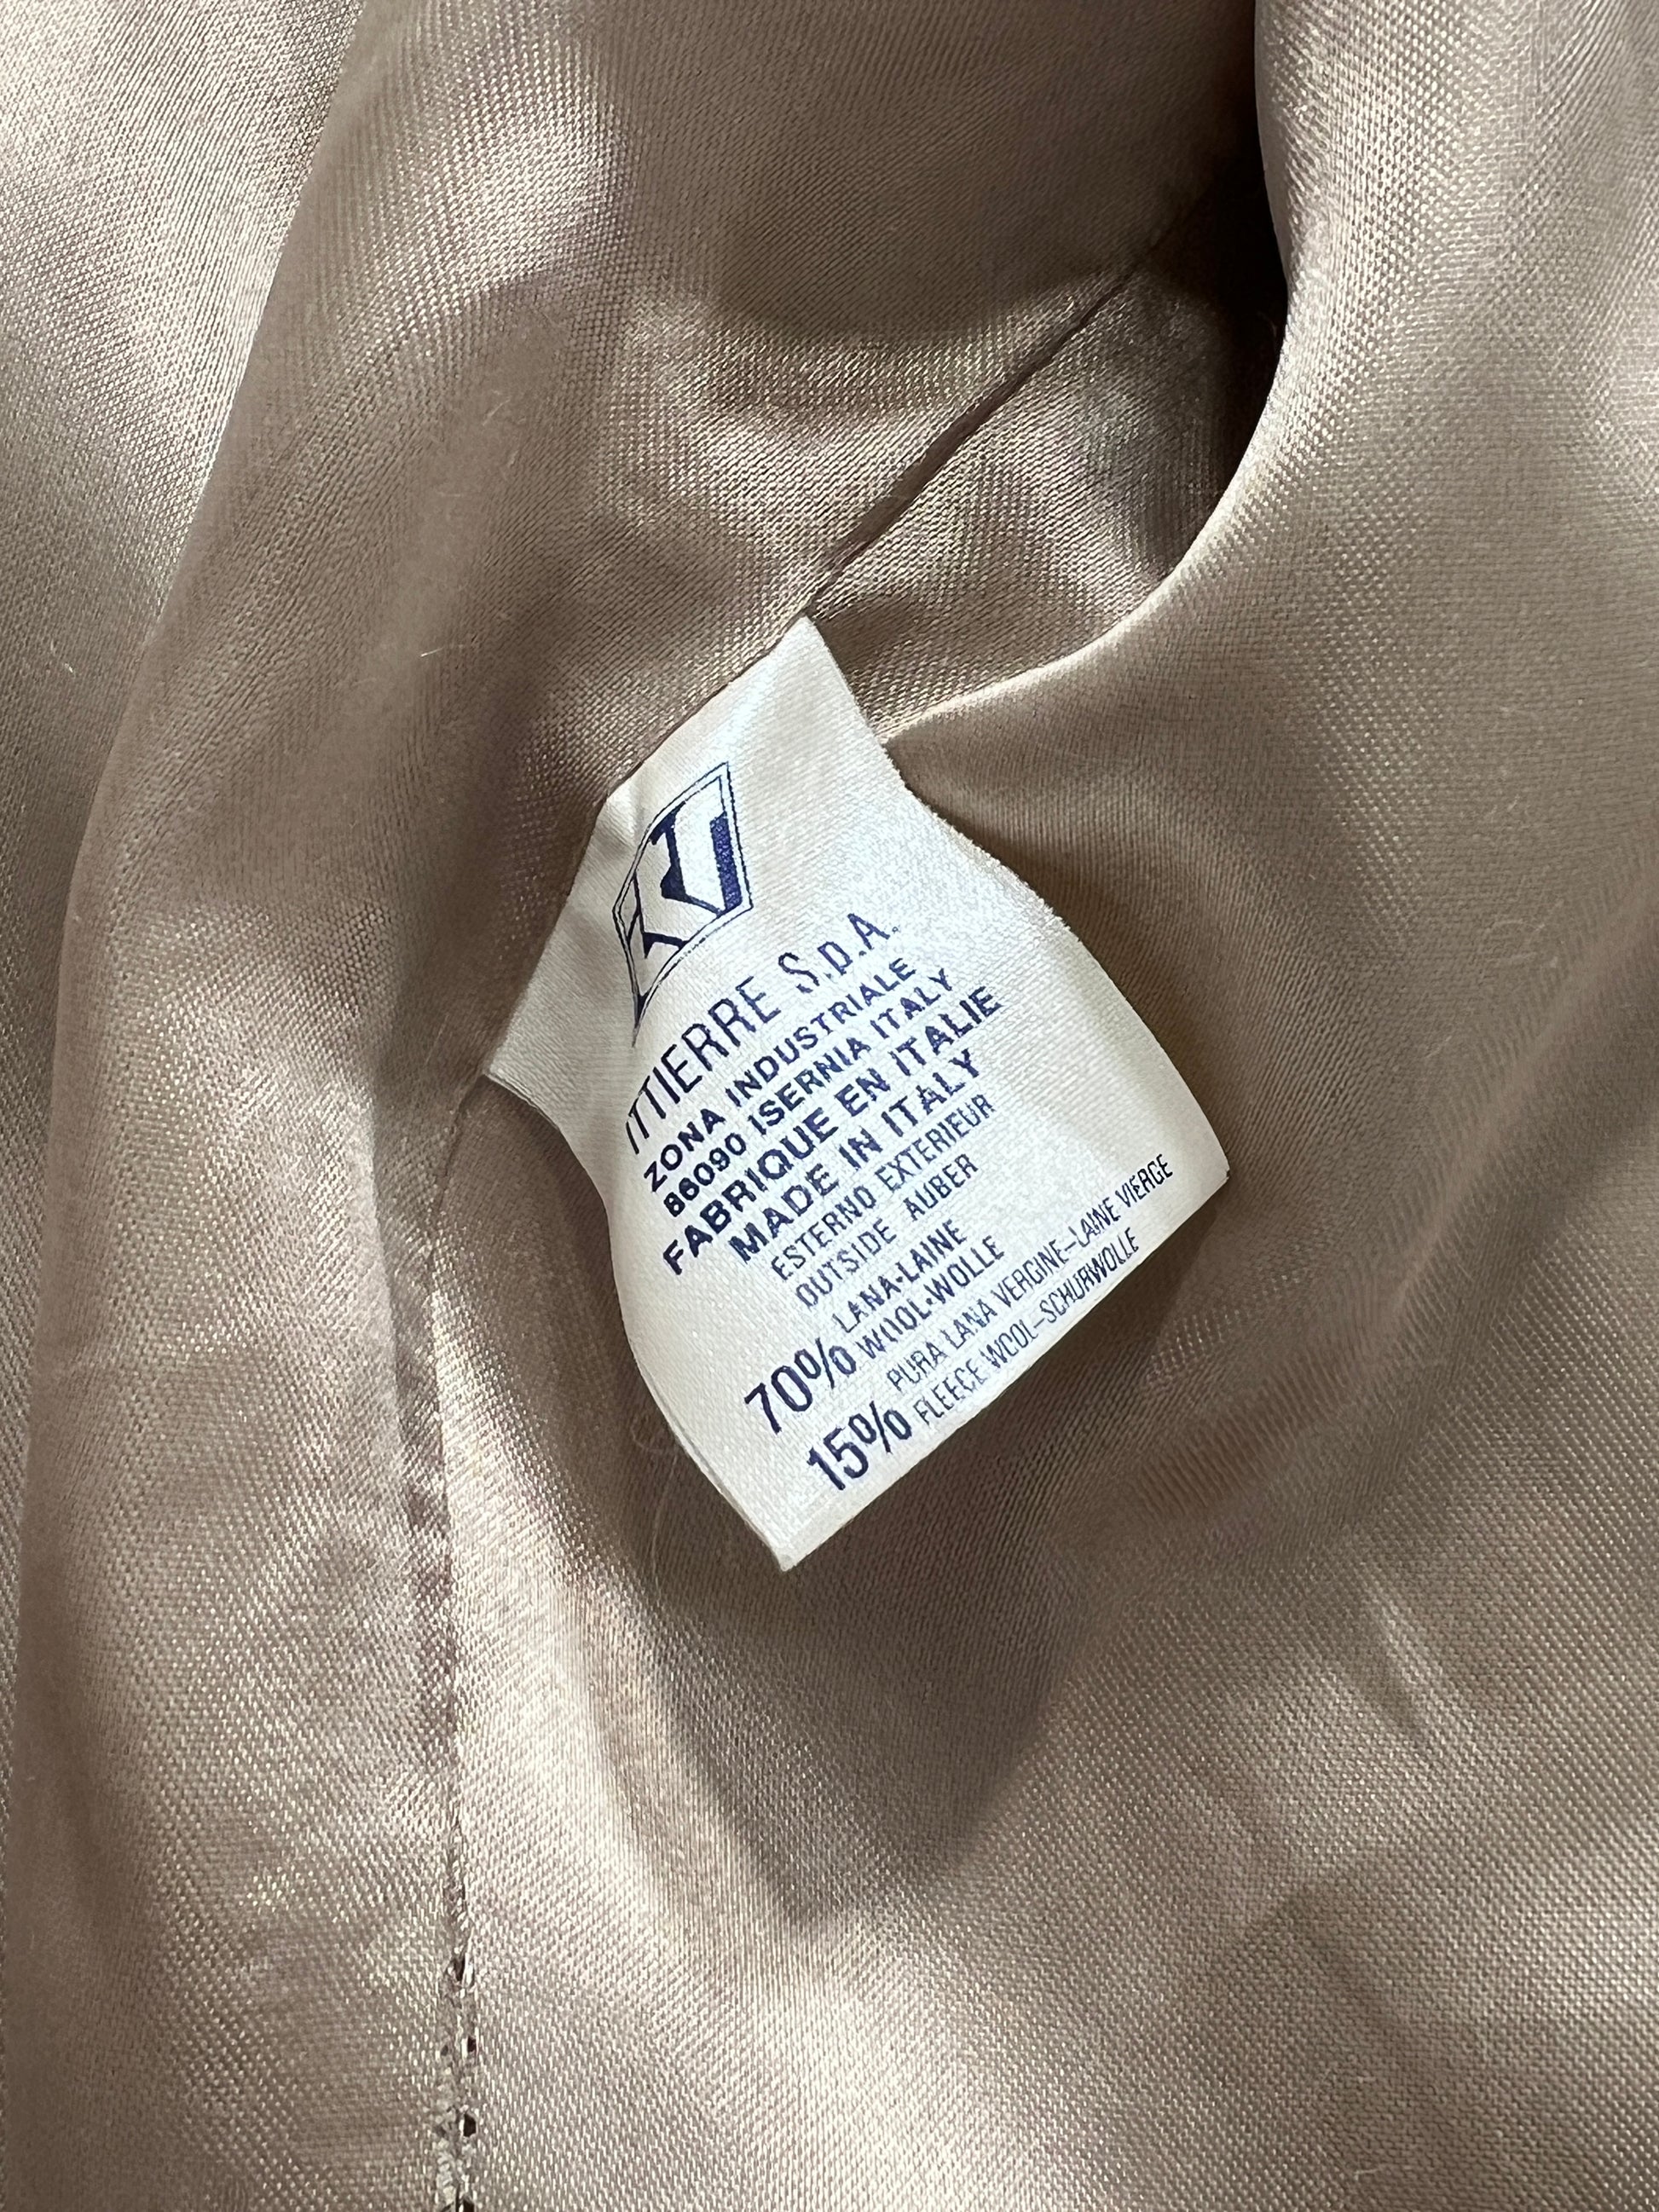 ITTIERRE S.p.A.
ZONA INDUSTRIALE
86090 ISERNIA ITALY
FABRIQUE EN ITALIE
MADE IN ITALY
ESTERNO EXTERIEUR
OUTSIDE AUBER
70% LANA-LAINE
WOOL-WOLLE
15% PURA LANA VERGINE-LAINE VIERGE
FLEECE WOOL-SCHURWOLLE